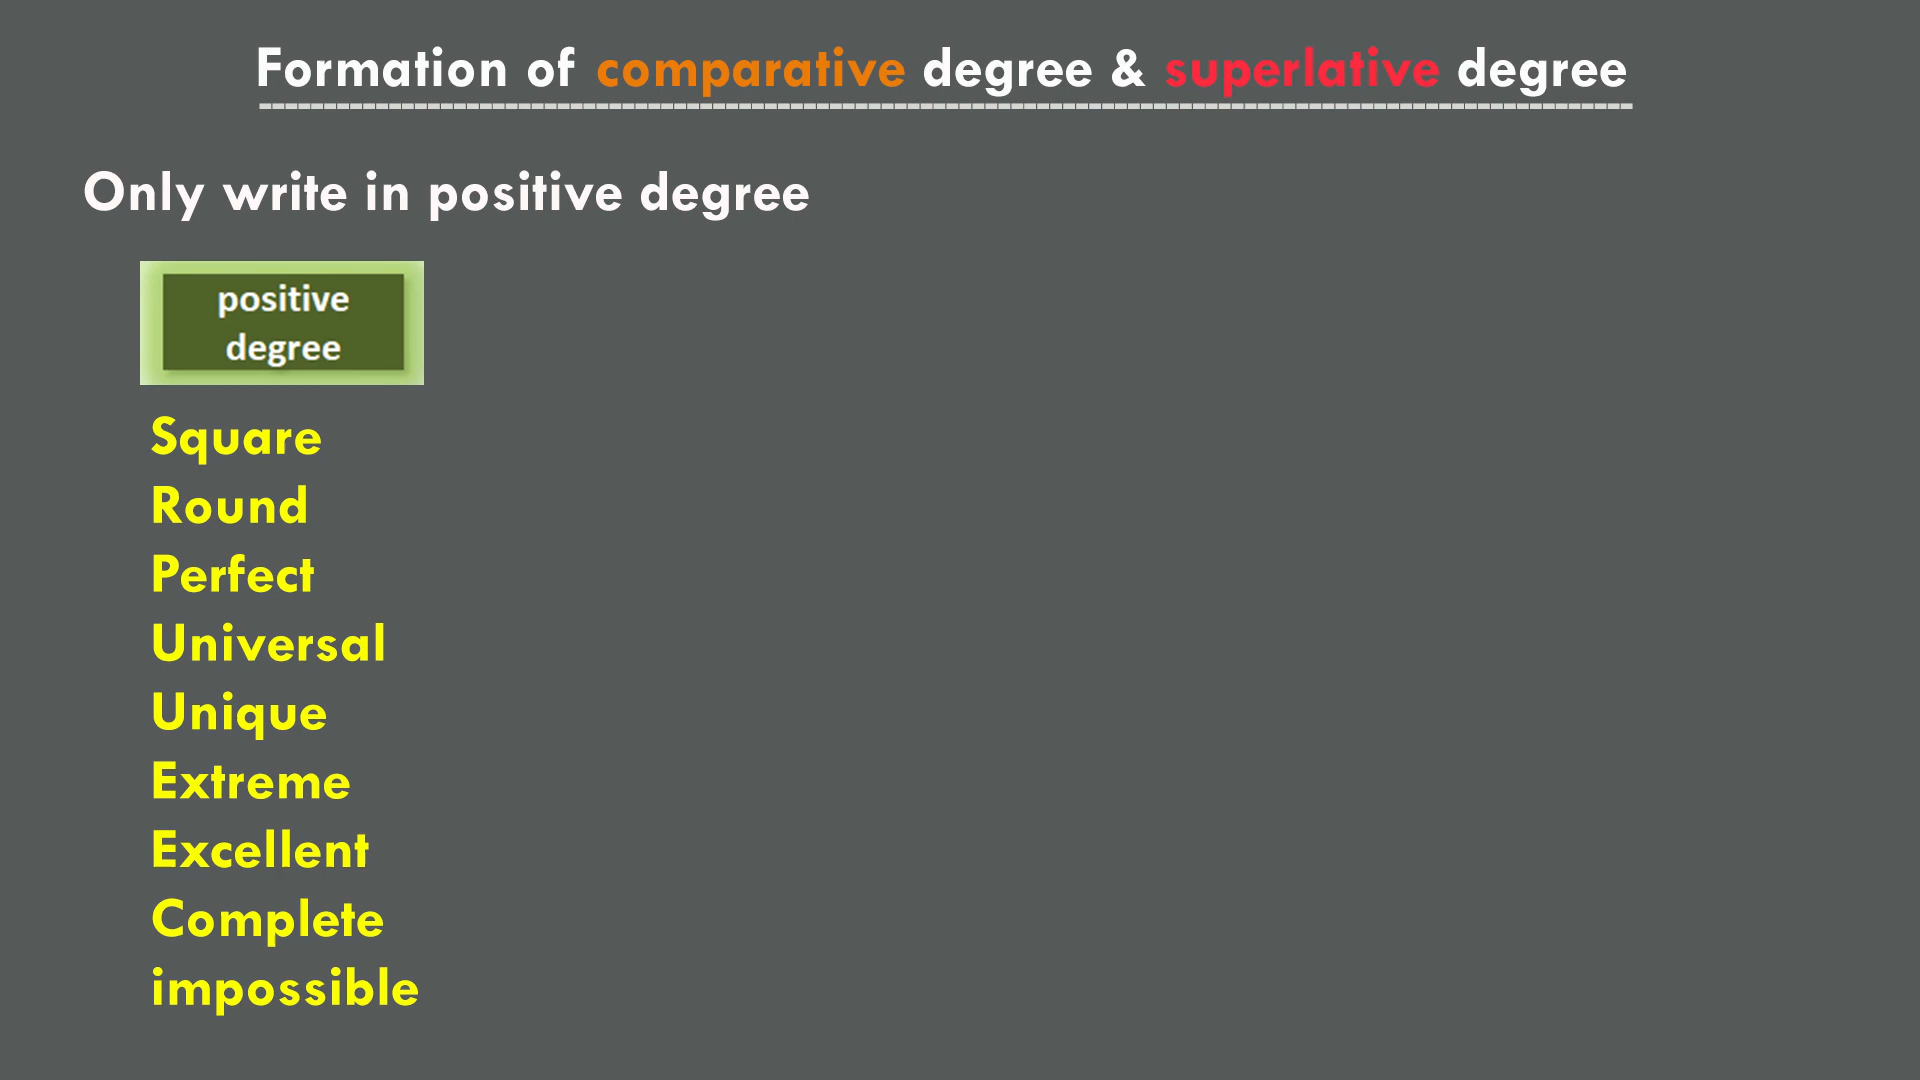 Formation of comparative degree & superlative degree
Only write in positive degree
positive
degree
Square
Round
Perfect
Universal
Unique
Extreme
Excellent
Complete
impossible